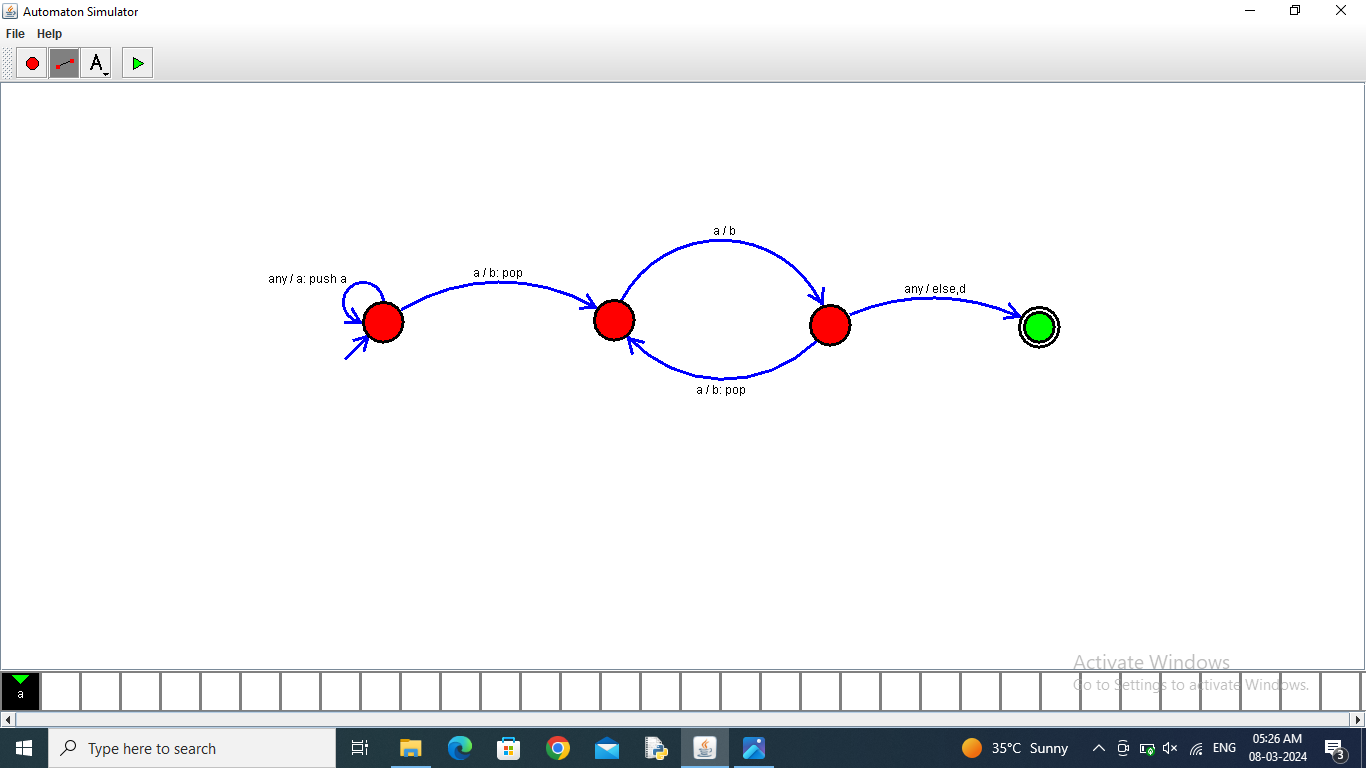 Automaton Simulator
File Help
A
a / b
any / a: push a
a / b: pop
any / else,d
a / b: pop
Activate Windows
Go to Settings to activate Windows.
a
Type here to search
35°C Sunny
ENG
05:26 AM
08-03-2024
3